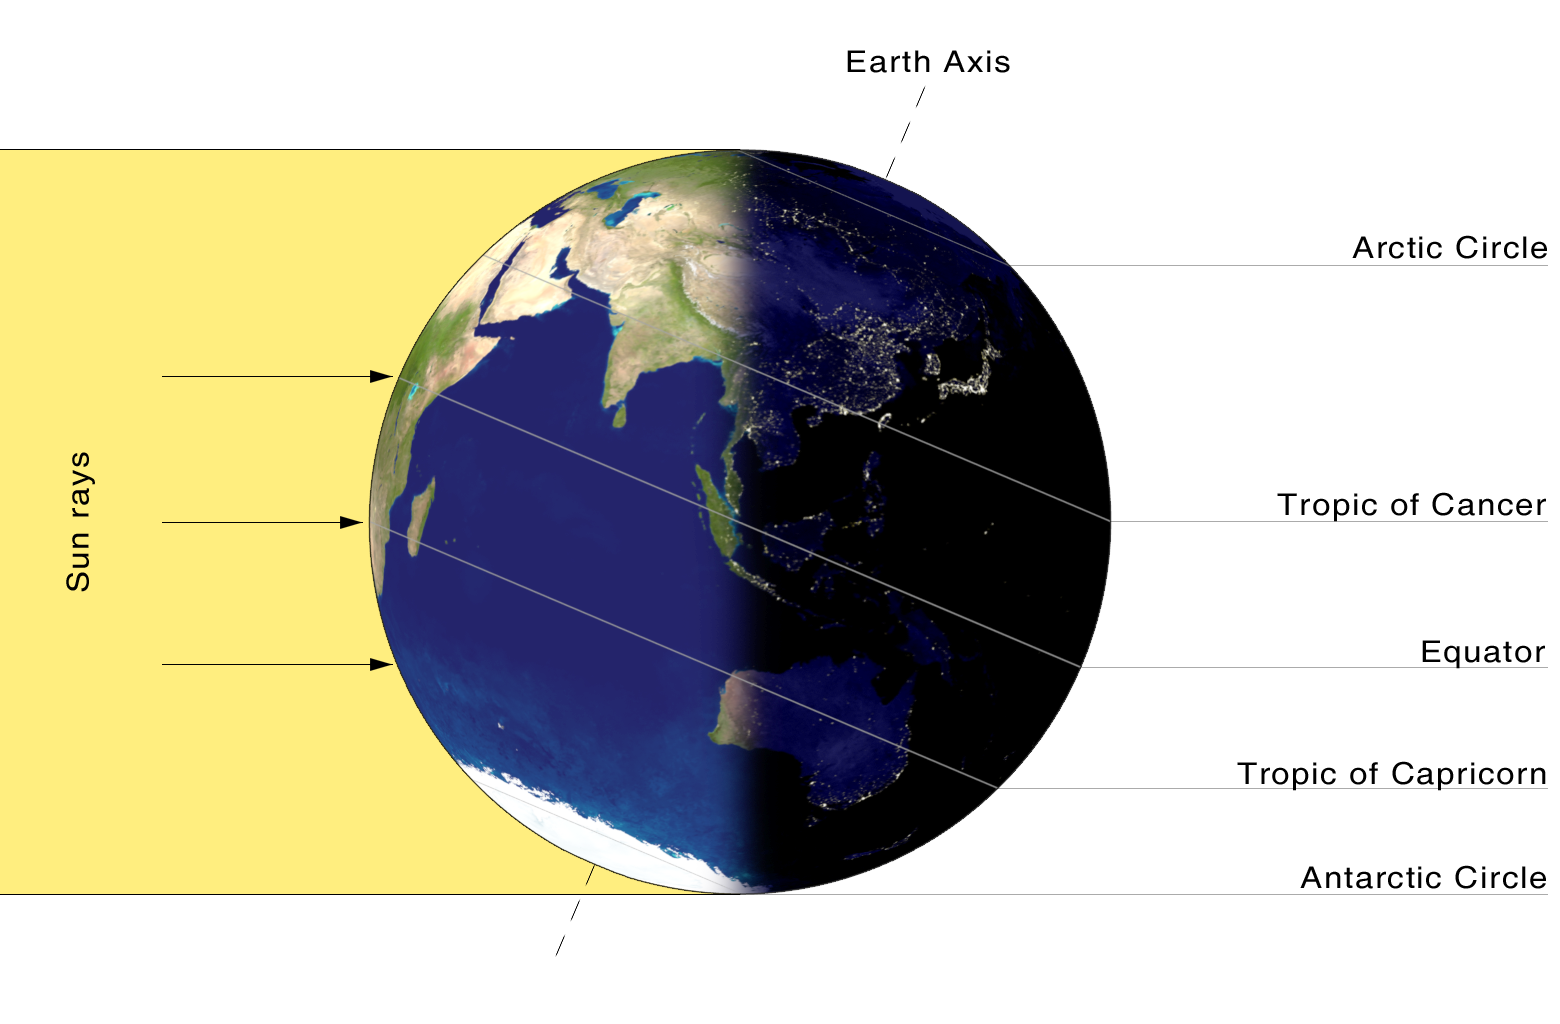 Earth Axis
Arctic Circle
Tropic of Cancer
Sun rays
Equator
Tropic of Capricorn
Antarctic Circle